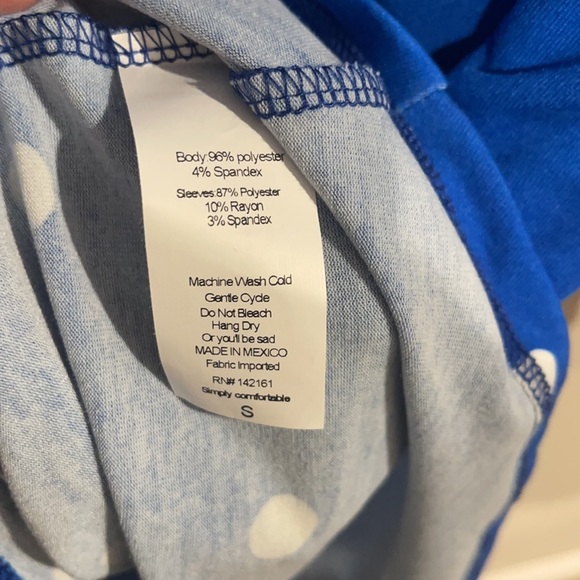 Body:96% polyester
4% Spandex
Sleeves:87% Polyester
10% Rayon
3% Spandex
Machine Wash Cold
Gentle Cycle
Do Not Bleach
Hang Dry
Or you'll be sad
MADE IN MEXICO
Fabric Imported
RN# 142161
Simply comfortable
S